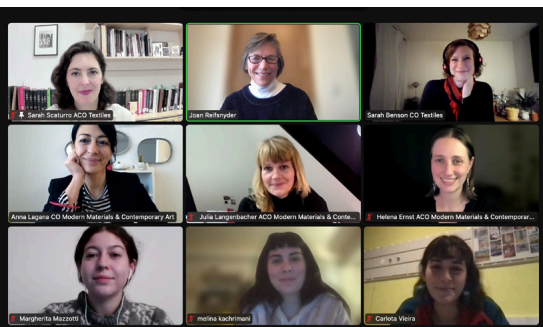 Sarah Scaturro ACO Textiles
Joan Reifsnyder
Sarah Benson CO Textiles
Anna Lagana CO Modern Materials & Contemporary Art
Julia Langenbacher ACO Modern Materials & Conte...
Helena Ernst ACO Modern Materials & Contemporar...
Margherita Mazzotti
melina kachrimani
Carlota Vieira